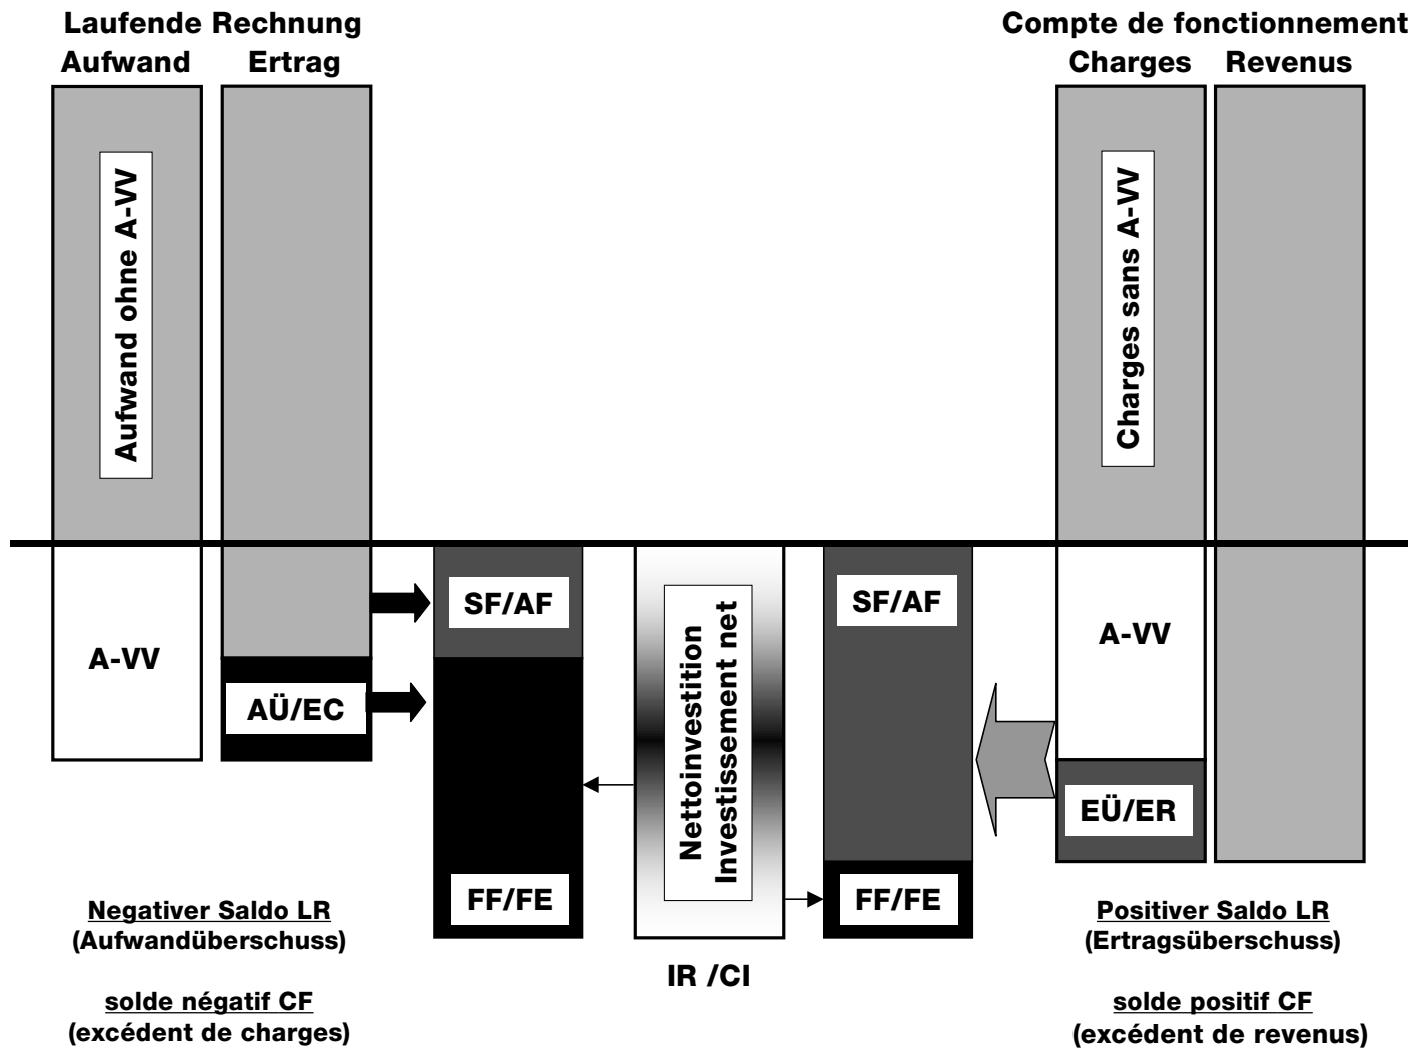 Laufende Rechnung
Aufwand Ertrag
Compte de fonctionnement
Charges Revenus
Aufwand ohne A-VV
Charges sans A-VV
A-VV
AÜ/EC
SF/AF
FF/FE
Nettoinvestition
Investissement net
SF/AF
FF/FE
A-VV
EÜ/ER
IR /CI
Negativer Saldo LR
(Aufwandüberschuss)
solde négatif CF
(excédent de charges)
Positiver Saldo LR
(Ertragsüberschuss)
solde positif CF
(excédent de revenus)